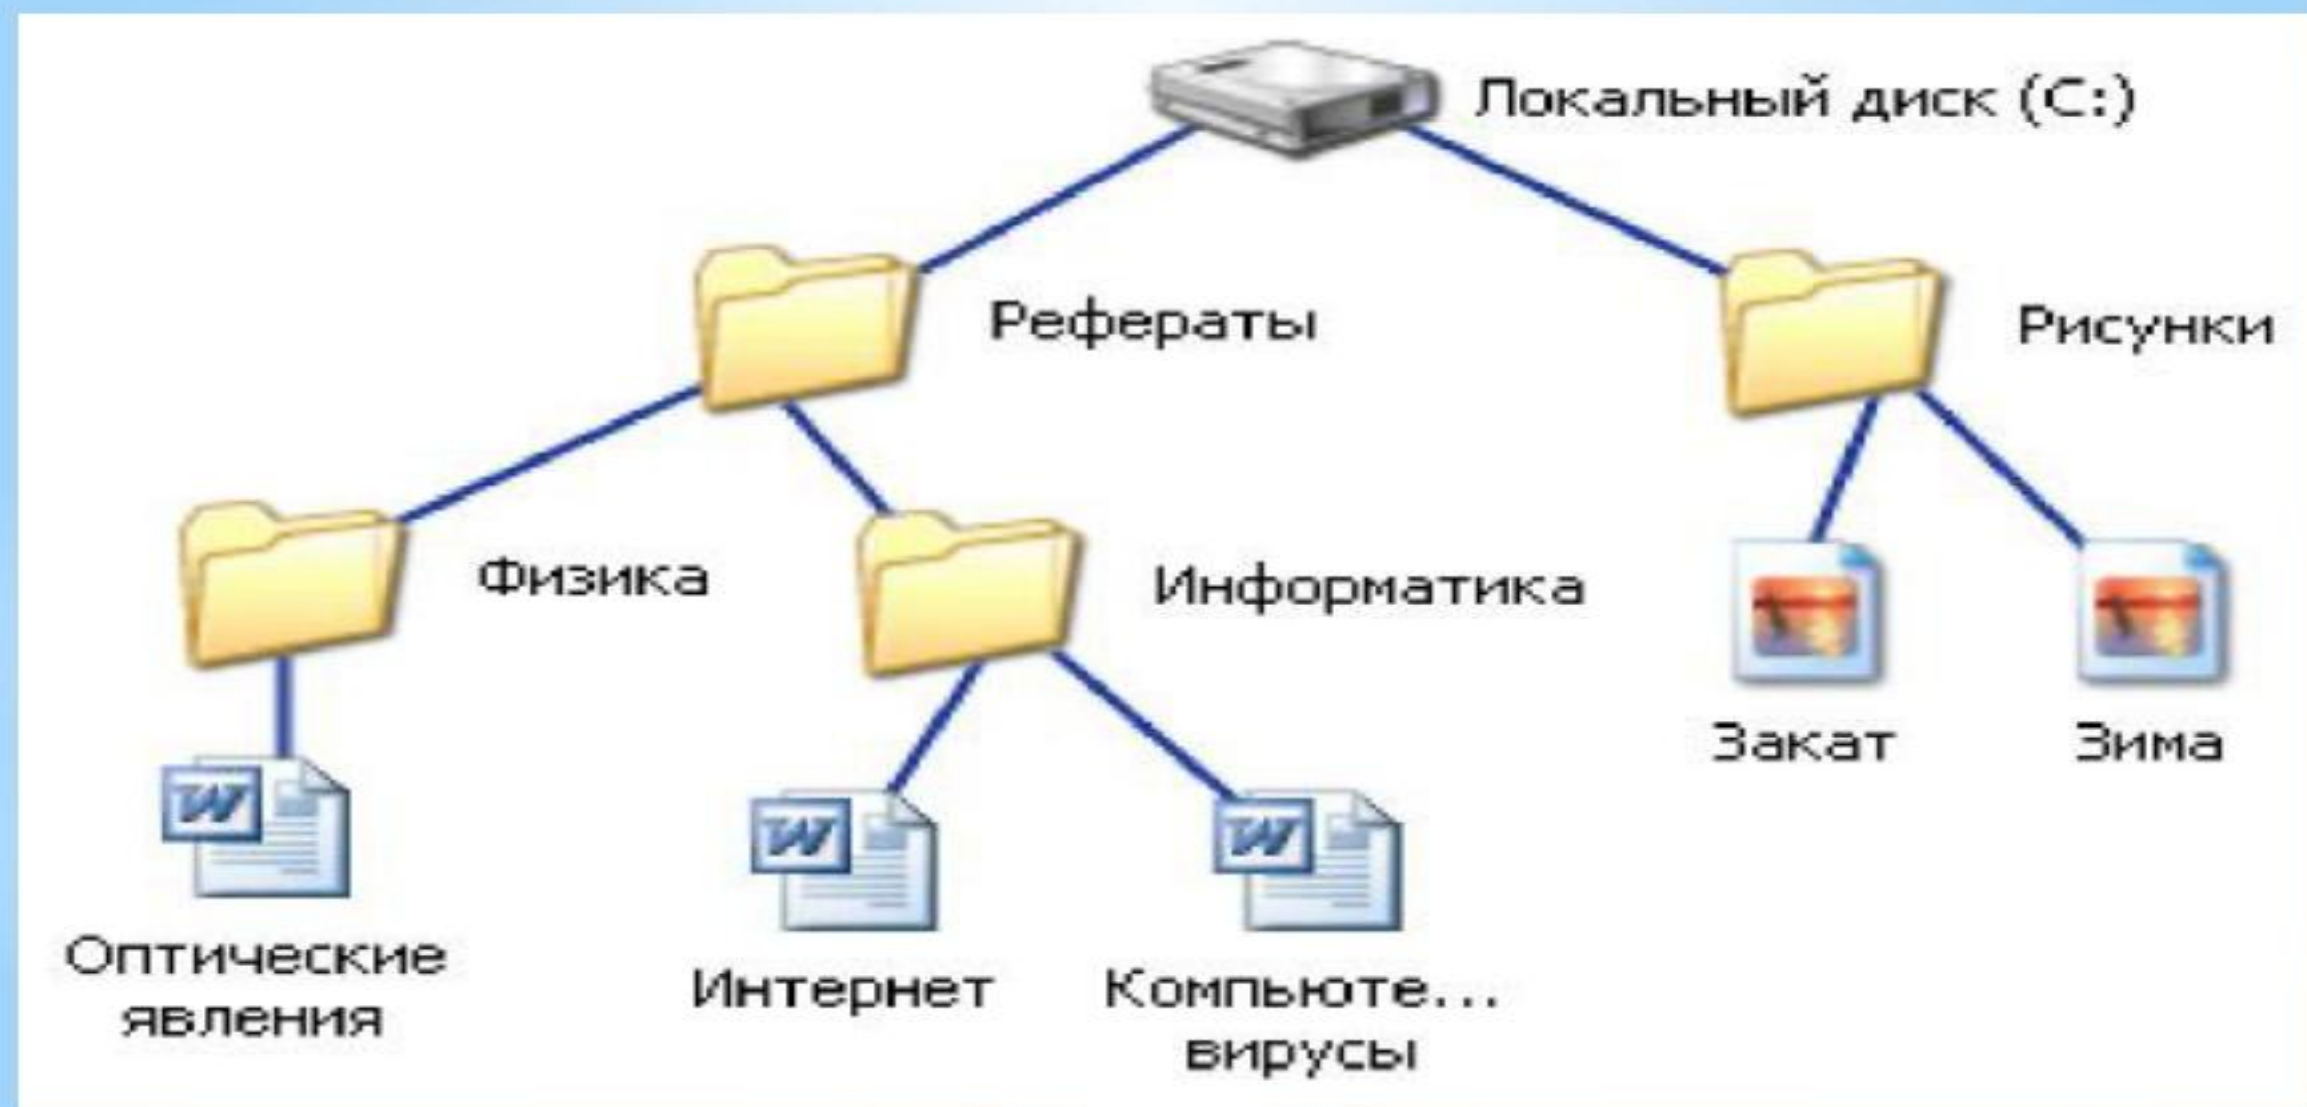 Локальный диск (C:)
Рефераты
Рисунки
Физика
Информатика
Закат
Зима
Оптические
явления
Интернет
Компьюте...
вирусы